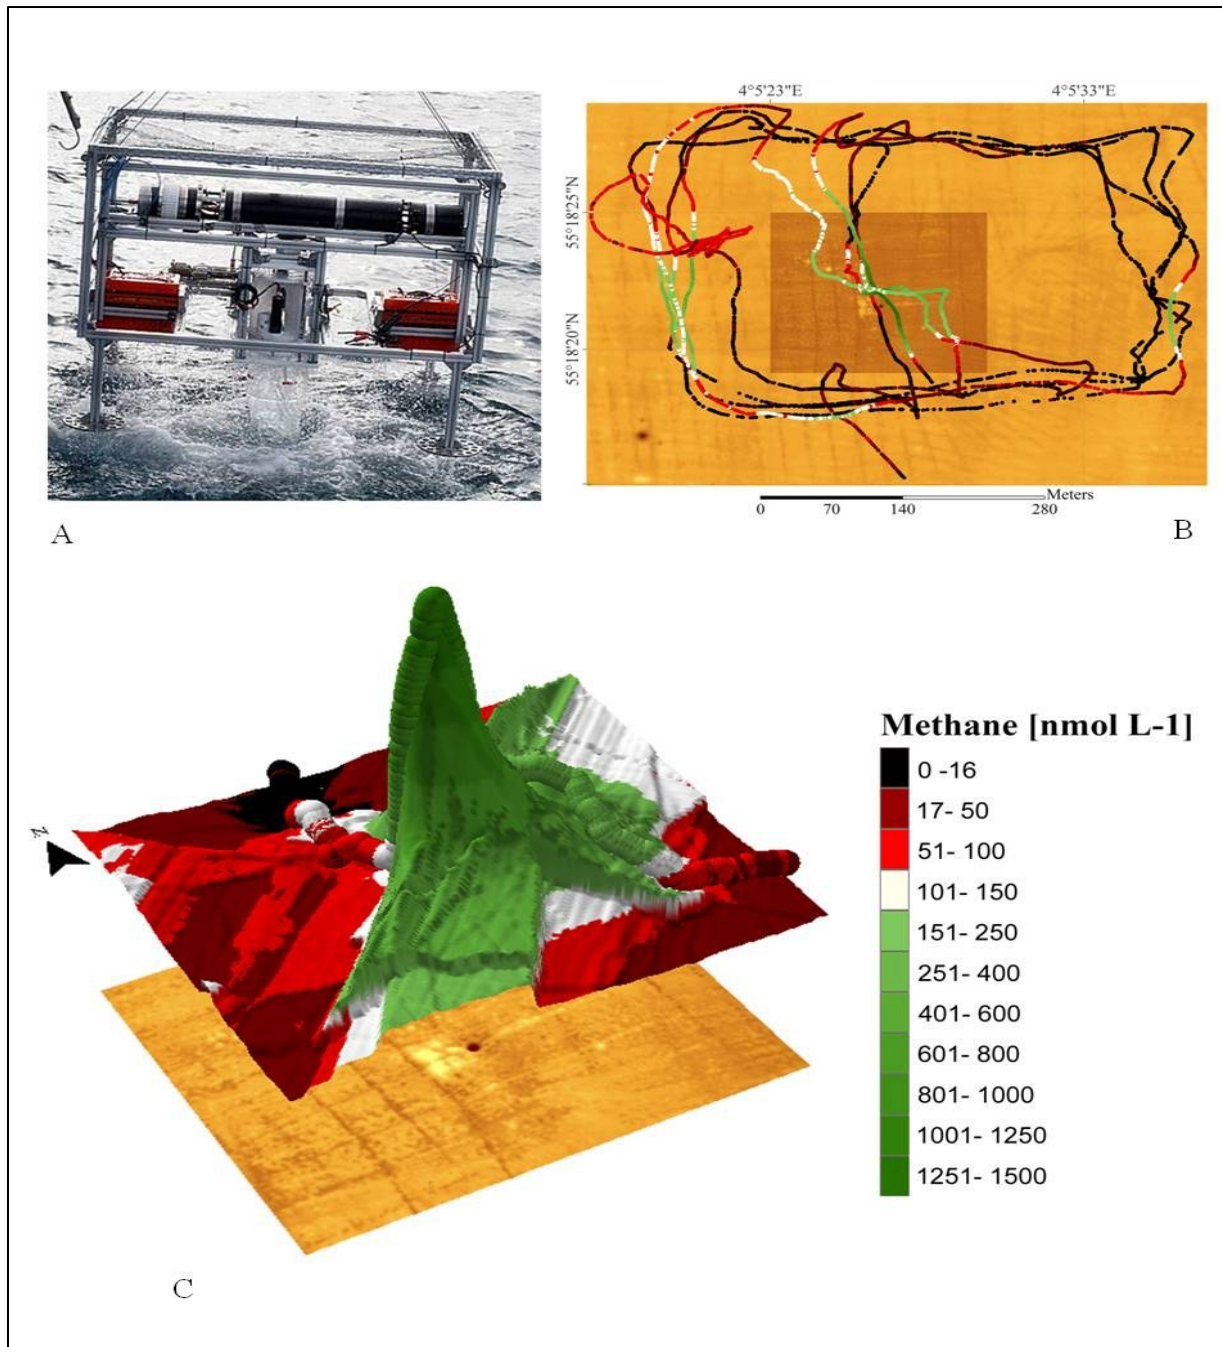 4°5'23"E
4°5'33"E
55°18'25"N
55°18'20"N
Meters
0 70 140 280
A
B
Methane [nmol L-1]
0 -16
17- 50
51- 100
101- 150
151- 250
251- 400
401- 600
601- 800
801- 1000
1001- 1250
1251- 1500
z
C